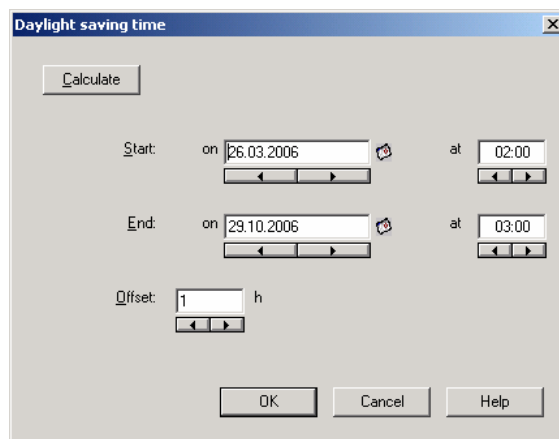 Daylight saving time
Calculate
Start: on 26.03.2006 at 02:00
End: on 29.10.2006 at 03:00
Offset: 1 h
OK Cancel Help